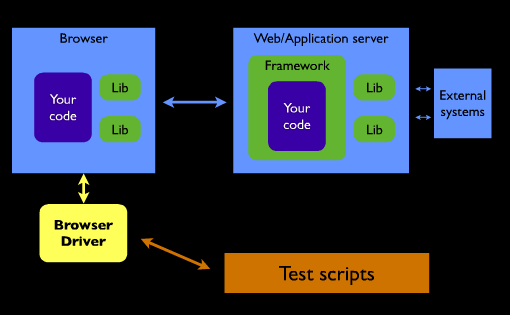 Browser
Your
code
Lib
Lib
Web/Application server
Framework
Your
code
Lib
Lib
External
systems
Browser
Driver
Test scripts